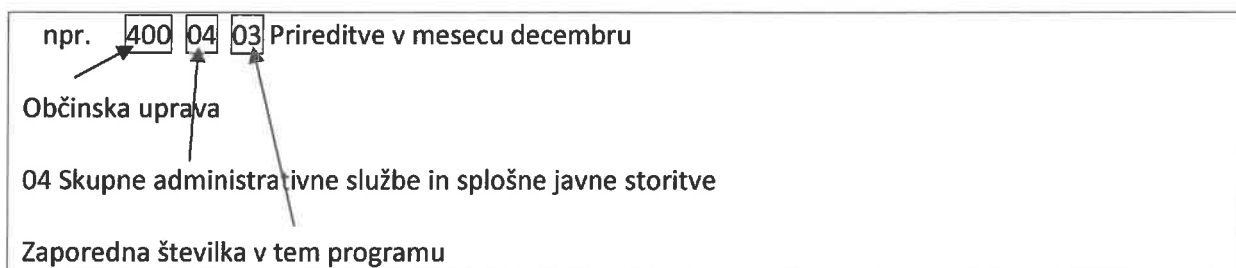 npr. 400 04 03 Prireditve v mesecu decembru
Občinska uprava
04 Skupne administrativne službe in splošne javne storitve
Zaporedna številka v tem programu